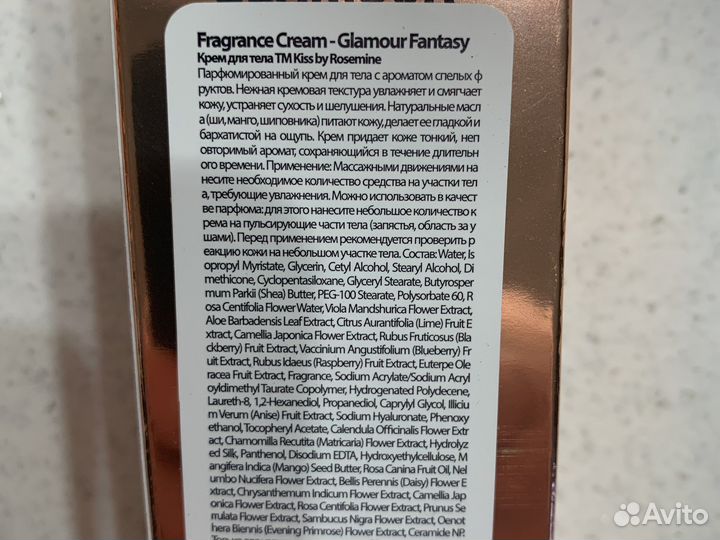 Fragrance Cream - Glamour Fantasy
Крем для тела ТМ Kiss by Rosemine
Парфюмированный крем для тела с ароматом спелых ф
руктов. Нежная кремовая текстура увлажняет и смягчает
кожу, устраняет сухость и шелушения. Натуральные масл
а (ши, манго, шиповника) питают кожу, делает ее гладкой и
бархатистой на ощупь. Крем придает коже тонкий, неп
овторимый аромат, сохраняющийся в течение длительн
ого времени. Применение: Массажными движениями на
несите необходимое количество средства на участки тел
а, требующие увлажнения. Можно использовать в качест
ве парфюма: для этого нанесите небольшое количество к
рема на пульсирующие части тела (запястья, область за у
шами). Перед применением рекомендуется проверить р
еакцию кожи на небольшом участке тела. Состав: Water, Is
opropyl Myristate, Glycerin, Cetyl Alcohol, Stearyl Alcohol, Di
methicone, Cyclopentasiloxane, Glyceryl Stearate, Butyrosper
mum Parkii (Shea) Butter, PEG-100 Stearate, Polysorbate 60, R
osa Centifolia Flower Water, Viola Mandshurica Flower Extract,
Aloe Barbadensis Leaf Extract, Citrus Aurantifolia (Lime) Fruit E
xtract, Camellia Japonica Flower Extract, Rubus Fruticosus (Bla
ckberry) Fruit Extract, Vaccinium Angustifolium (Blueberry) Fr
uit Extract, Rubus Idaeus (Raspberry) Fruit Extract, Euterpe Ole
racea Fruit Extract, Fragrance, Sodium Acrylate/Sodium Acryl
oyldimethyl Taurate Copolymer, Hydrogenated Polydecene,
Laureth-8, 1,2-Hexanediol, Propanediol, Caprylyl Glycol, Illiciu
m Verum (Anise) Fruit Extract, Sodium Hyaluronate, Phenoxy
ethanol, Tocopheryl Acetate, Calendula Officinalis Flower Extr
act, Chamomilla Recutita (Matricaria) Flower Extract, Hydrolyz
ed Silk, Panthenol, Disodium EDTA, Hydroxyethylcellulose, M
angifera Indica (Mango) Seed Butter, Rosa Canina Fruit Oil, Nel
umbo Nucifera Flower Extract, Bellis Perennis (Daisy) Flower E
xtract, Chrysanthemum Indicum Flower Extract, Camellia Jap
onica Flower Extract, Rosa Centifolia Flower Extract, Prunus Se
rrulata Flower Extract, Sambucus Nigra Flower Extract, Oenot
hera Biennis (Evening Primrose) Flower Extract, Ceramide NP.
Avito